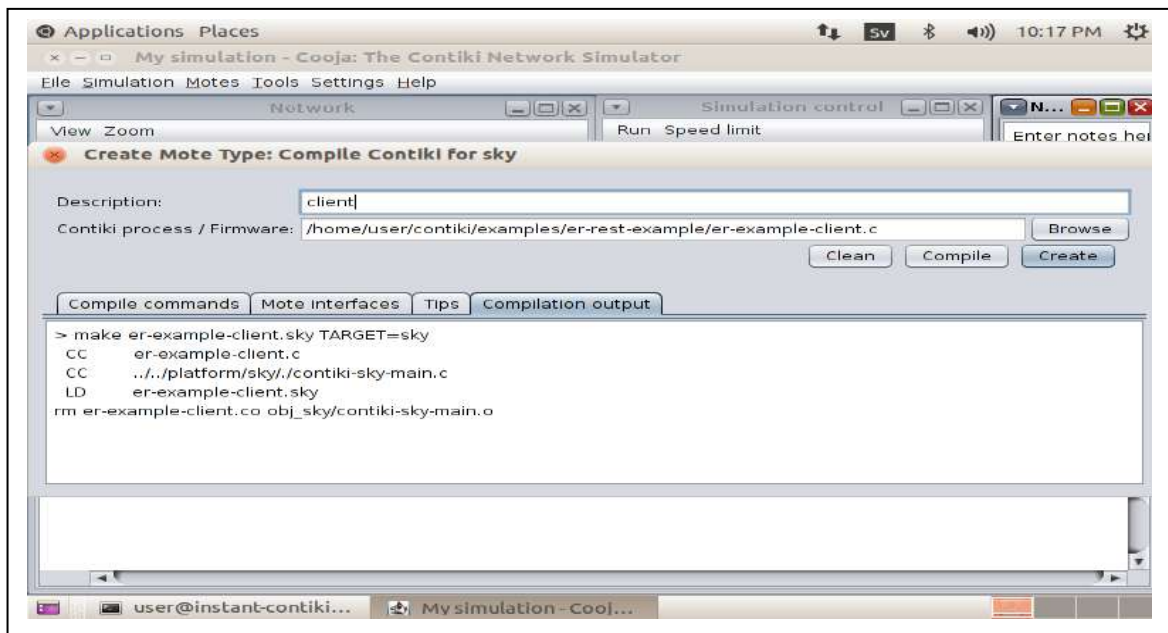 Applications Places
Sv 10:17 PM
My simulation - Cooja: The Contiki Network Simulator
File Simulation Motes Tools Settings Help
Network
Simulation control
N...
View Zoom
Run Speed limit
Enter notes her
Create Mote Type: Compile Contiki for sky
Description:
client
Contiki process / Firmware:
/home/user/contiki/examples/er-rest-example/er-example-client.c
Browse
Clean Compile Create
Compile commands Mote interfaces Tips Compilation output
> make er-example-client.sky TARGET=sky
CC er-example-client.c
CC ../../platform/sky/./contiki-sky-main.c
LD er-example-client.sky
rm er-example-client.co obj_sky/contiki-sky-main.o
user@instant-contiki...
My simulation - Cooj...